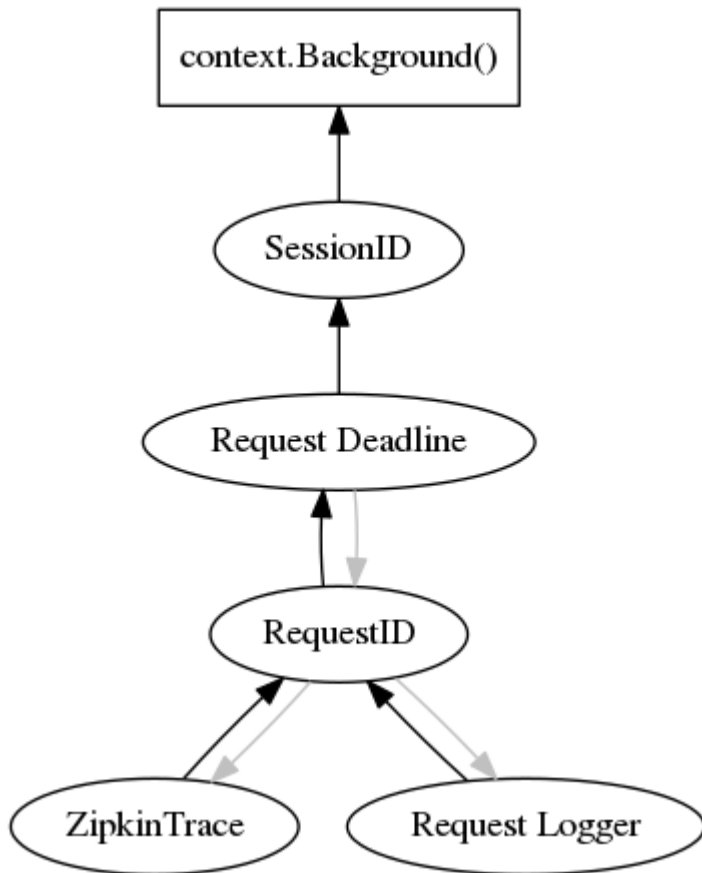 context.Background()
SessionID
Request Deadline
RequestID
ZipkinTrace
Request Logger